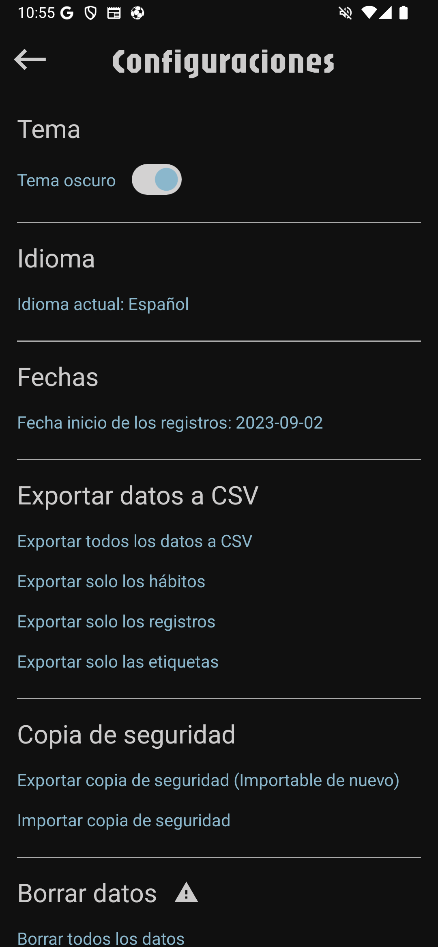 10:55
Configuraciones
Tema
Tema oscuro
Idioma
Idioma actual: Español
Fechas
Fecha inicio de los registros: 2023-09-02
Exportar datos a CSV
Exportar todos los datos a CSV
Exportar solo los hábitos
Exportar solo los registros
Exportar solo las etiquetas
Copia de seguridad
Exportar copia de seguridad (Importable de nuevo)
Importar copia de seguridad
Borrar datos
Borrar todos los datos